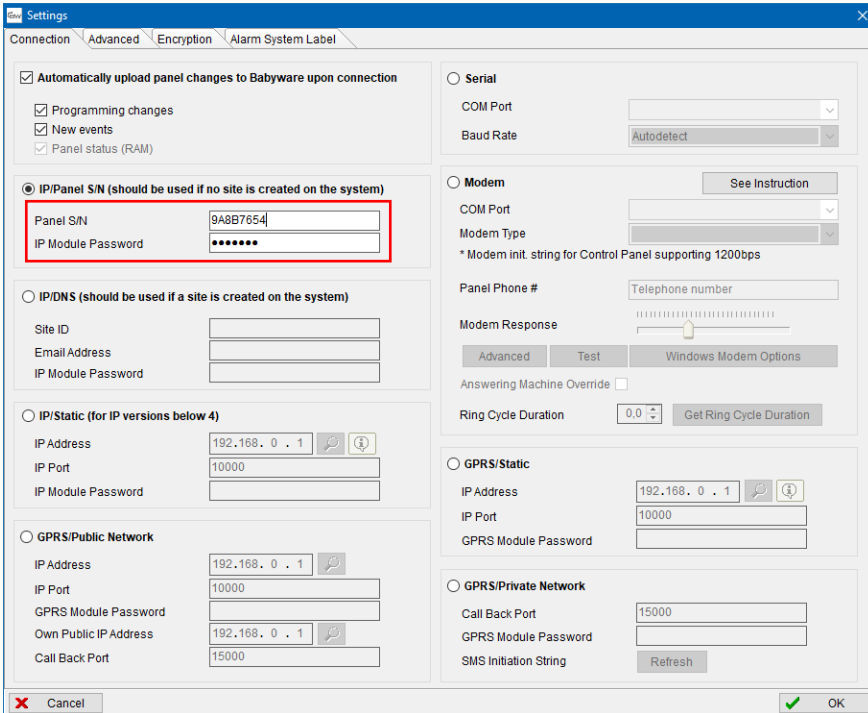 Settings
Connection Advanced Encryption Alarm System Label
Automatically upload panel changes to Babyware upon connection
Programming changes
New events
Panel status (RAM)
IP/Panel S/N (should be used if no site is created on the system)
Panel S/N 9A8B7654
IP Module Password •••••••
IP/DNS (should be used if a site is created on the system)
Site ID
Email Address
IP Module Password
IP/Static (for IP versions below 4)
IP Address 192.168. 0 . 1
IP Port 10000
IP Module Password
GPRS/Public Network
IP Address 192.168. 0 . 1
IP Port 10000
GPRS Module Password
Own Public IP Address 192.168. 0 . 1
Call Back Port 15000
Serial
COM Port
Baud Rate Autodetect
Modem See Instruction
COM Port
Modem Type
* Modem init. string for Control Panel supporting 1200bps
Panel Phone # Telephone number
Modem Response
Advanced Test Windows Modem Options
Answering Machine Override
Ring Cycle Duration 0,0 Get Ring Cycle Duration
GPRS/Static
IP Address 192.168. 0 . 1
IP Port 10000
GPRS Module Password
GPRS/Private Network
Call Back Port 15000
GPRS Module Password
SMS Initiation String Refresh
Cancel OK